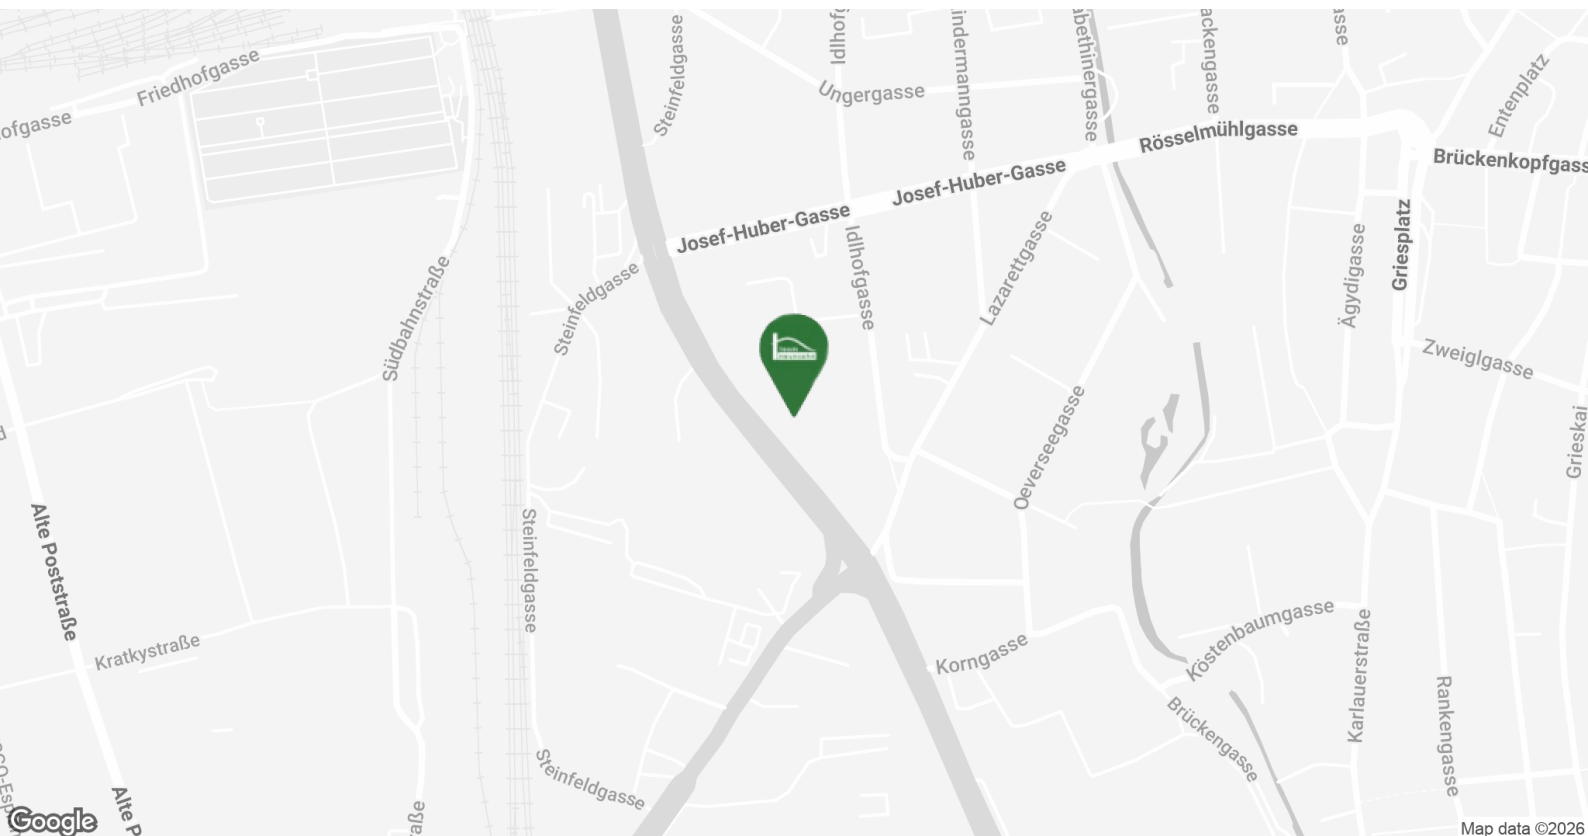 Friedhofgasse
ofgasse
Steinfeldgasse
Idlhofg
indermanngasse
abethinergasse
ackengasse
asse
Entenplatz
Ungergasse
Rösselmühlgasse
Brückenkopfgass
Josef-Huber-Gasse
Josef-Huber-Gasse
Idlhofgasse
Lazarettgasse
Griesplatz
Ägydigasse
Südbahnstraße
Steinfeldgasse
Zweiglgasse
Grieskai
Oeverseegasse
Alte Poststraße
Steinfeldgasse
Kratkystraße
Korngasse
Köstenbaumgasse
Karlauerstraße
Rankengasse
Brückengasse
Steinfeldgasse
Alte P
aße
Google
Map data ©2026